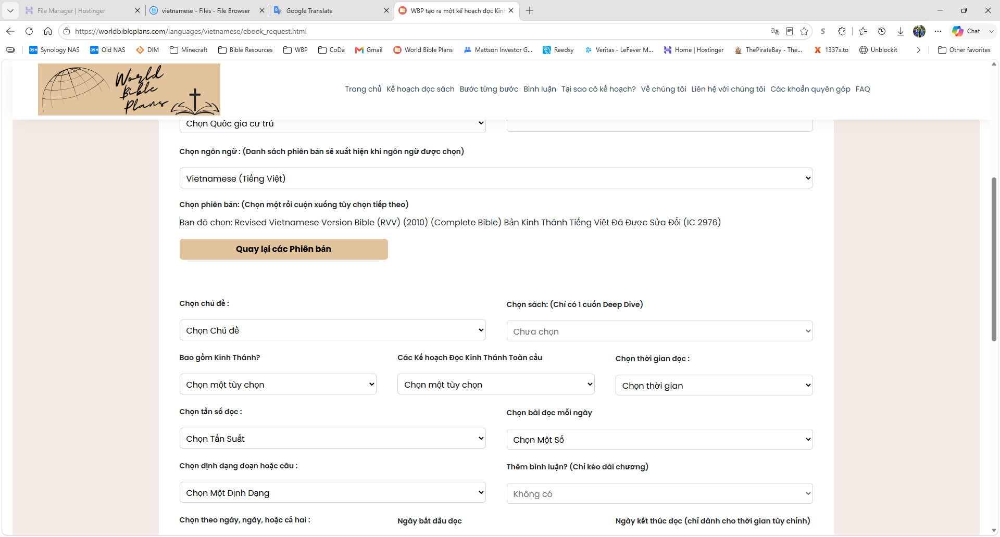 File Manager | Hostinger
vietnamese - Files - File Browser
Google Translate
WBP tạo ra một kế hoạch đọc Kinh
https://worldbibleplans.com/languages/vietnamese/ebook_request.html
Chat
Synology NAS
Old NAS
DIM
Minecraft
Bible Resources
WBP
CoDa
Gmail
World Bible Plans
Mattson Investor G...
Reedsy
Veritas - LeFever M...
Home | Hostinger
ThePirateBay - The...
1337x.to
Unblockit
Other favorites
World
Bible
Plans
Trang chủ Kế hoạch đọc sách Bước từng bước Bình luận Tại sao có kế hoạch? Về chúng tôi Liên hệ với chúng tôi Các khoản quyên góp FAQ
Chọn Quốc gia cư trú
Chọn ngôn ngữ : (Danh sách phiên bản sẽ xuất hiện khi ngôn ngữ được chọn)
Vietnamese (Tiếng Việt)
Chọn phiên bản: (Chọn một rồi cuộn xuống tùy chọn tiếp theo)
Bạn đã chọn: Revised Vietnamese Version Bible (RVV) (2010) (Complete Bible) Bản Kinh Thánh Tiếng Việt Đã Được Sửa Đổi (IC 2976)
Quay lại các Phiên bản
Chọn chủ đề :
Chọn sách: (Chỉ có 1 cuốn Deep Dive)
Chọn Chủ đề
Chưa chọn
Bao gồm Kinh Thánh?
Các Kế hoạch Đọc Kinh Thánh Toàn cầu
Chọn thời gian đọc :
Chọn một tùy chọn
Chọn một tùy chọn
Chọn thời gian
Chọn tần số đọc :
Chọn bài đọc mỗi ngày
Chọn Tần Suất
Chọn Một Số
Chọn định dạng đoạn hoặc câu :
Thêm bình luận? (Chỉ kéo dài chương)
Chọn Một Định Dạng
Không có
Chọn theo ngày, ngày, hoặc cả hai :
Ngày bắt đầu đọc
Ngày kết thúc đọc (chỉ dành cho thời gian tùy chỉnh)